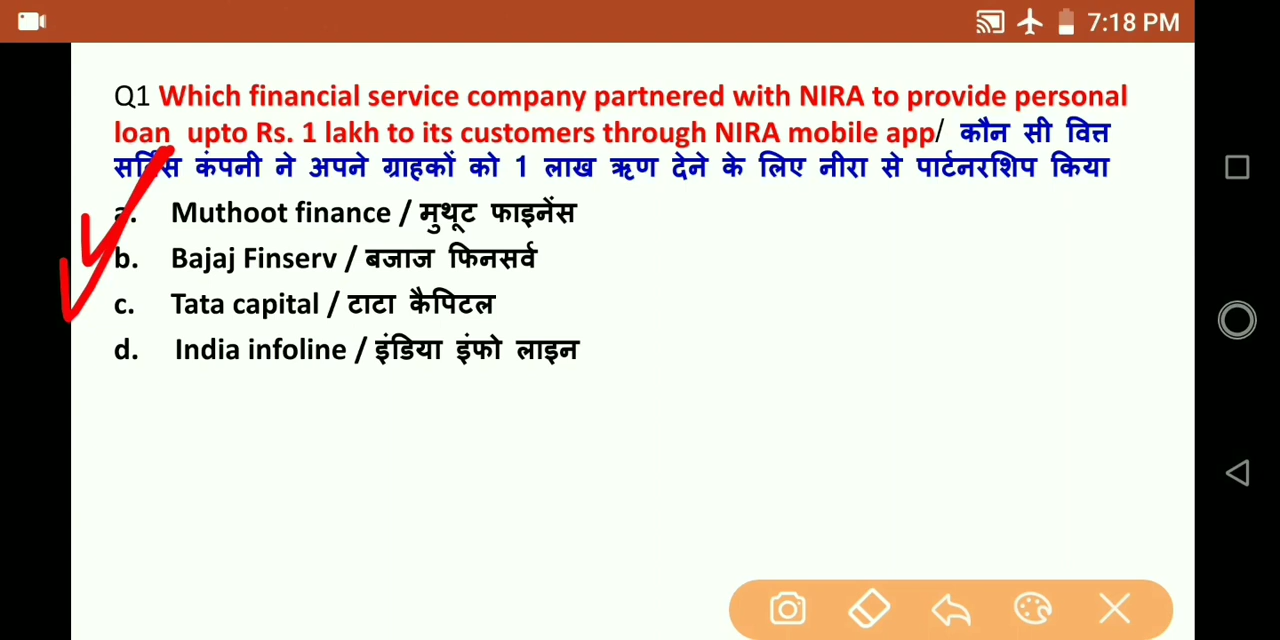 7:18 PM
Q1 Which financial service company partnered with NIRA to provide personal
loan upto Rs. 1 lakh to its customers through NIRA mobile app/ कौन सी वित्त
सर्विस कंपनी ने अपने ग्राहकों को 1 लाख ऋण देने के लिए नीरा से पार्टनरशिप किया
a. Muthoot finance / मुथूट फाइनेंस
b. Bajaj Finserv / बजाज फिनसर्व
c. Tata capital / टाटा कैपिटल
d. India infoline / इंडिया इंफो लाइन